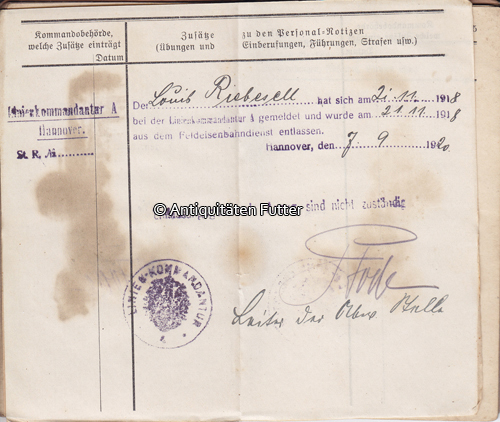 Kommandobehörde,
welche Zusätze einträgt
Datum
Zusätze zu den Personal-Notizen
(Übungen und Einberufungen, Führungen, Strafen usw.)
Linienkommandantur A
Hannover.
St. R. №
Der Louis Riebesell hat sich am 21.11. 1918
bei der Linienkommandantur A gemeldet und wurde am 21.11. 1918
aus dem Feldeisenbahndienst entlassen.
Hannover, den 7. 9. 1920
sind nicht zuständig
© Antiquitäten Futter
LINIEN-KOMMANDANTUR
Leiter der Abw Stelle